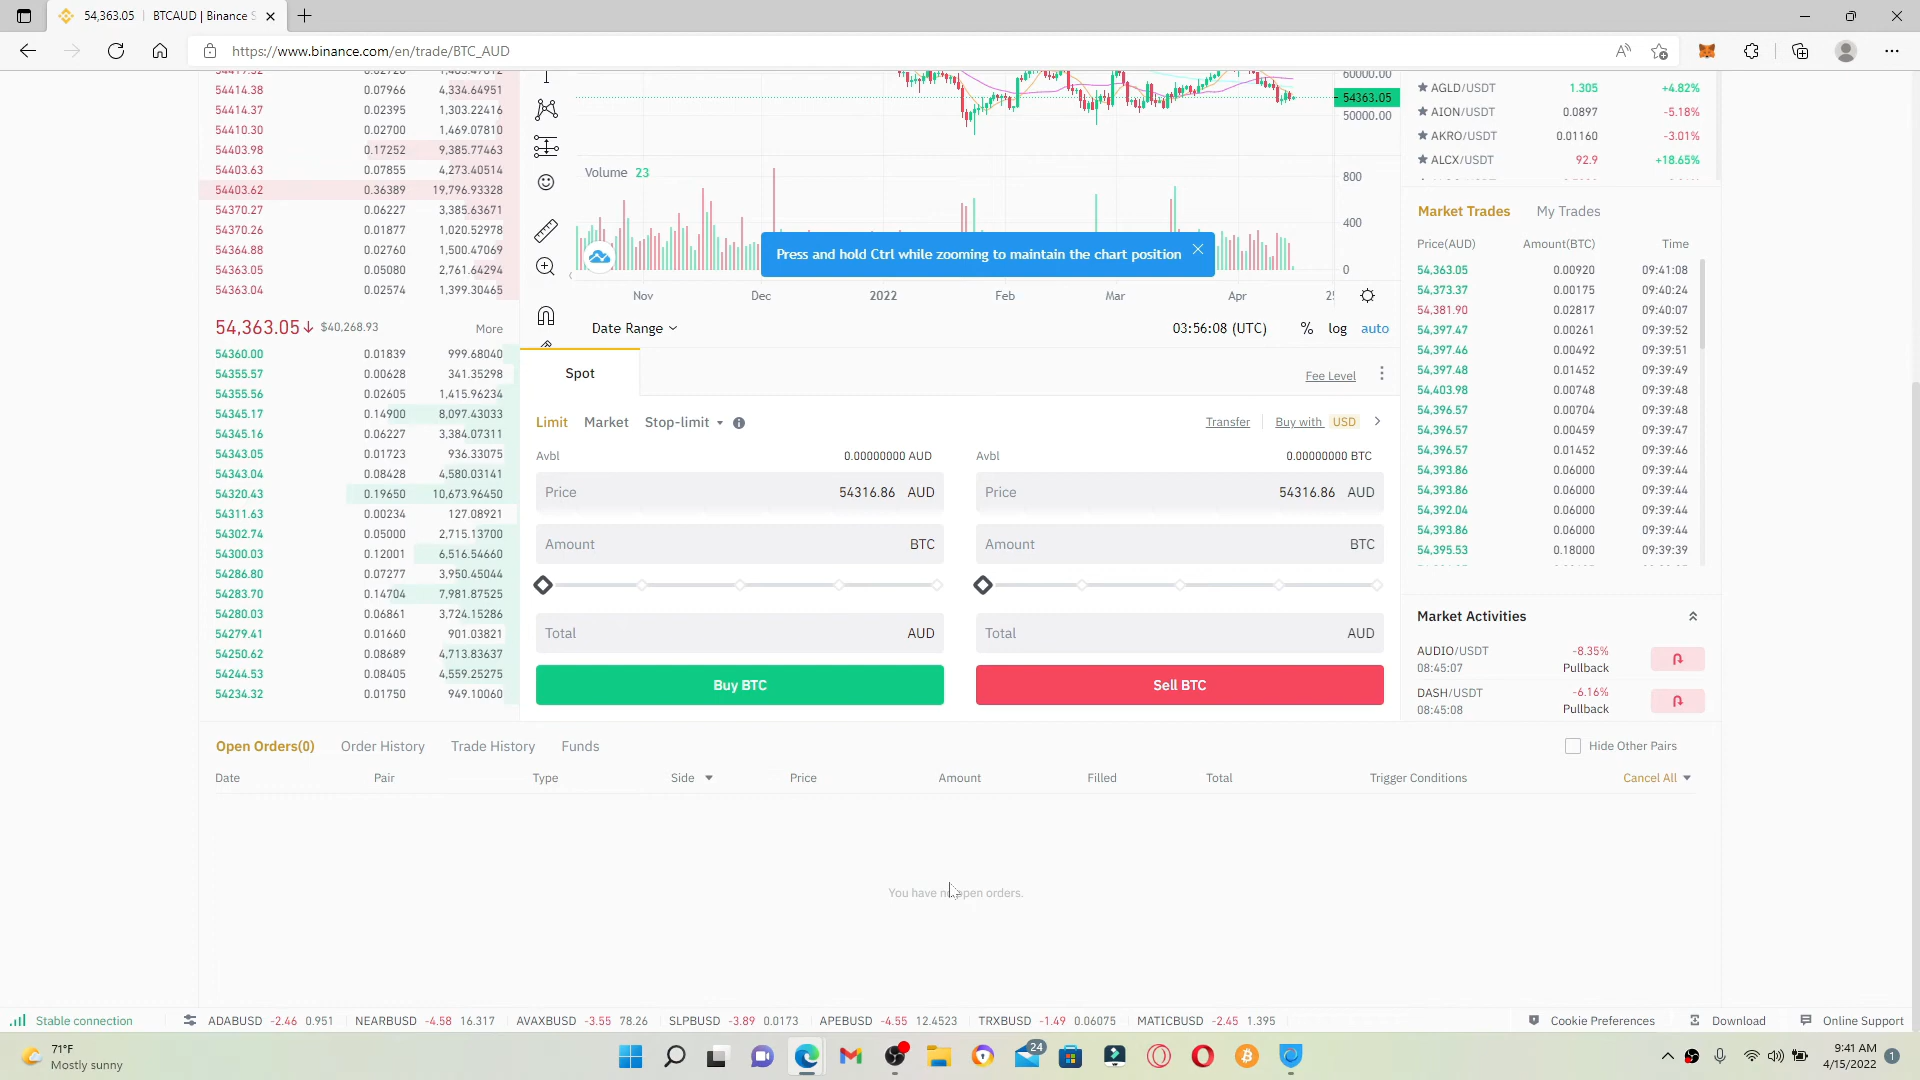 54,363.05 | BTCAUD | Binance S
https://www.binance.com/en/trade/BTC_AUD
54414.38 0.07966 4,334.64951
54414.37 0.02395 1,303.22416
54410.30 0.02700 1,469.07810
54403.98 0.17252 9,385.77463
54403.63 0.07855 4,273.40514
54403.62 0.36389 19,796.93328
54370.27 0.06227 3,385.63671
54370.26 0.01877 1,020.52978
54364.88 0.02760 1,500.47069
54363.05 0.05080 2,761.64294
54363.04 0.02574 1,399.30465
54,363.05↓ $40,268.93 More
54360.00 0.01839 999.68040
54355.57 0.00628 341.35298
54355.56 0.02605 1,415.96234
54345.17 0.14900 8,097.43033
54345.16 0.06227 3,384.07311
54343.05 0.01723 936.33075
54343.04 0.08428 4,580.03141
54320.43 0.19650 10,673.96450
54311.63 0.00234 127.08921
54302.74 0.05000 2,715.13700
54300.03 0.12001 6,516.54660
54286.80 0.07277 3,950.45044
54283.70 0.14704 7,981.87525
54280.03 0.06861 3,724.15286
54279.41 0.01660 901.03821
54250.62 0.08689 4,713.83637
54244.53 0.08405 4,559.25275
54234.32 0.01750 949.10060
60000.00
54363.05
50000.00
Volume 23
800
400
0
Press and hold Ctrl while zooming to maintain the chart position
Nov Dec 2022 Feb Mar Apr
Date Range 03:56:08 (UTC) % log auto
Spot Fee Level
Limit Market Stop-limit Transfer Buy with USD
Avbl 0.00000000 AUD Avbl 0.00000000 BTC
Price 54316.86 AUD Price 54316.86 AUD
Amount BTC Amount BTC
Total AUD Total AUD
Buy BTC Sell BTC
AGLD/USDT 1.305 +4.82%
AION/USDT 0.0897 -5.18%
AKRO/USDT 0.01160 -3.01%
ALCX/USDT 92.9 +18.65%
Market Trades My Trades
Price(AUD) Amount(BTC) Time
54,363.05 0.00920 09:41:08
54,373.37 0.00175 09:40:24
54,381.90 0.02817 09:40:07
54,397.47 0.00261 09:39:52
54,397.46 0.00492 09:39:51
54,397.48 0.01452 09:39:49
54,403.98 0.00748 09:39:48
54,396.57 0.00704 09:39:48
54,396.57 0.00459 09:39:47
54,396.57 0.01452 09:39:46
54,393.86 0.06000 09:39:44
54,393.86 0.06000 09:39:44
54,392.04 0.06000 09:39:44
54,393.86 0.06000 09:39:44
54,395.53 0.18000 09:39:39
Market Activities
AUDIO/USDT -8.35%
08:45:07 Pullback
DASH/USDT -6.16%
08:45:08 Pullback
Open Orders(0) Order History Trade History Funds Hide Other Pairs
Date Pair Type Side Price Amount Filled Total Trigger Conditions Cancel All
You have no open orders.
Stable connection ADABUSD -2.46 0.951 NEARBUSD -4.58 16.317 AVAXBUSD -3.55 78.26 SLPBUSD -3.89 0.0173 APEBUSD -4.55 12.4523 TRXBUSD -1.49 0.06075 MATICBUSD -2.45 1.395 Cookie Preferences Download Online Support
71°F
Mostly sunny
24
9:41 AM
4/15/2022
1